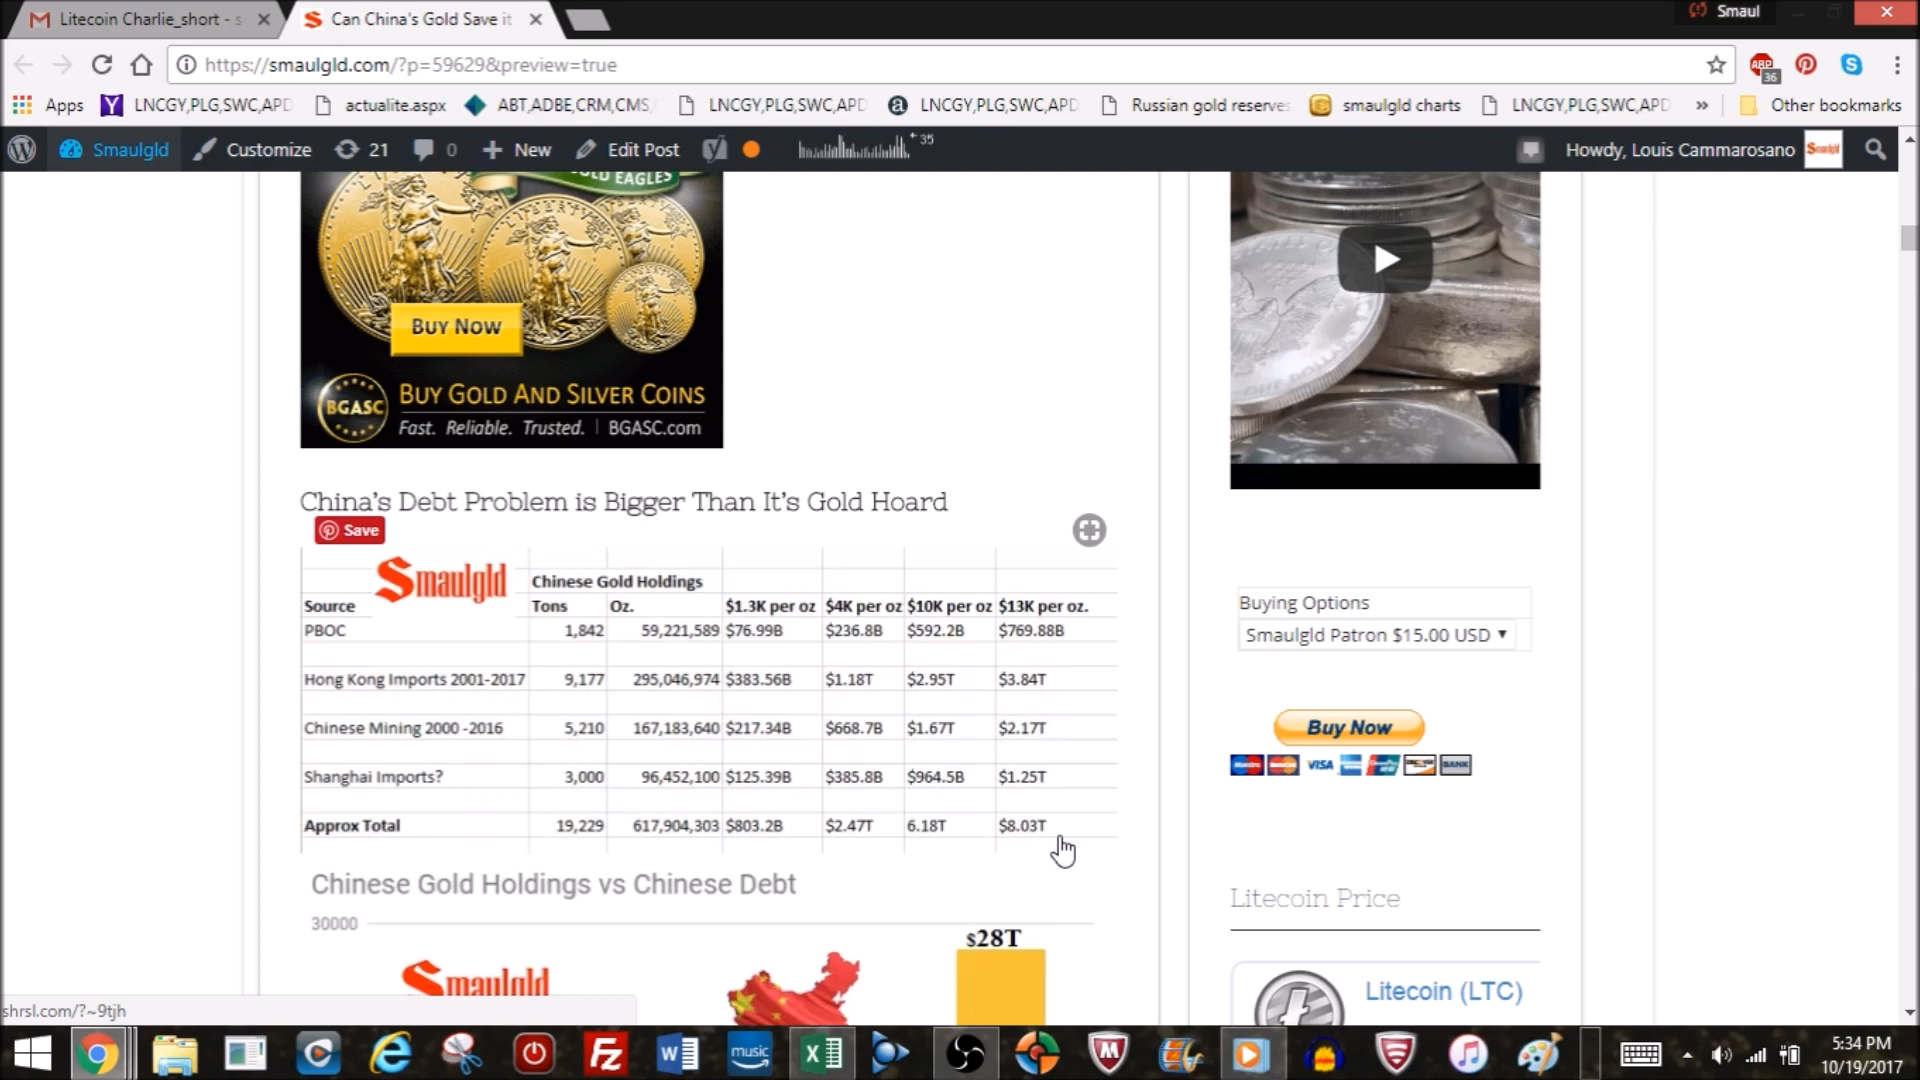 Litecoin Charlie_short - s
Can China's Gold Save it
Smaul
https://smaulgld.com/?p=59629&preview=true
ABP
36
Apps
LNCGY,PLG,SWC,APD
actualite.aspx
ABT,ADBE,CRM,CMS,
LNCGY,PLG,SWC,APD
LNCGY,PLG,SWC,APD
Russian gold reserves
smaulgld charts
LNCGY,PLG,SWC,APD
Other bookmarks
Smaulgld
Customize
21
0
New
Edit Post
35
Howdy, Louis Cammarosano
Smaulgld
GOLD EAGLES
LIBERTY
BUY NOW
BGASC
BUY GOLD AND SILVER COINS
Fast. Reliable. Trusted. | BGASC.com
China's Debt Problem is Bigger Than It's Gold Hoard
Save
Smaulgld
Chinese Gold Holdings
Source Tons Oz. $1.3K per oz $4K per oz $10K per oz $13K per oz.
PBOC 1,842 59,221,589 $76.99B $236.8B $592.2B $769.88B
Hong Kong Imports 2001-2017 9,177 295,046,974 $383.56B $1.18T $2.95T $3.84T
Chinese Mining 2000 -2016 5,210 167,183,640 $217.34B $668.7B $1.67T $2.17T
Shanghai Imports? 3,000 96,452,100 $125.39B $385.8B $964.5B $1.25T
Approx Total 19,229 617,904,303 $803.2B $2.47T 6.18T $8.03T
Chinese Gold Holdings vs Chinese Debt
30000
$28T
Smaulgld
Buying Options
Smaulgld Patron $15.00 USD
Buy Now
VISA
BANK
Litecoin Price
Litecoin (LTC)
shrsl.com/?~9tjh
music
5:34 PM
10/19/2017